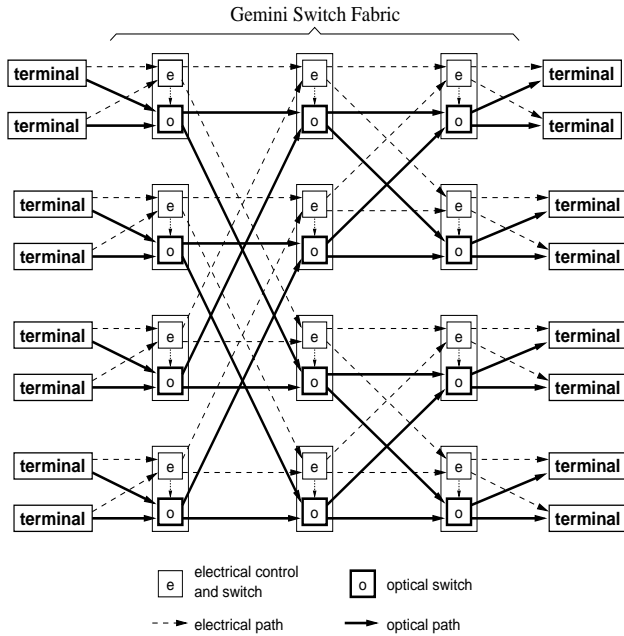 Gemini Switch Fabric
terminal e e e terminal
terminal o o o terminal
terminal e e e terminal
terminal o o o terminal
terminal e e e terminal
terminal o o o terminal
terminal e e e terminal
terminal o o o terminal
e electrical control and switch o optical switch
electrical path optical path